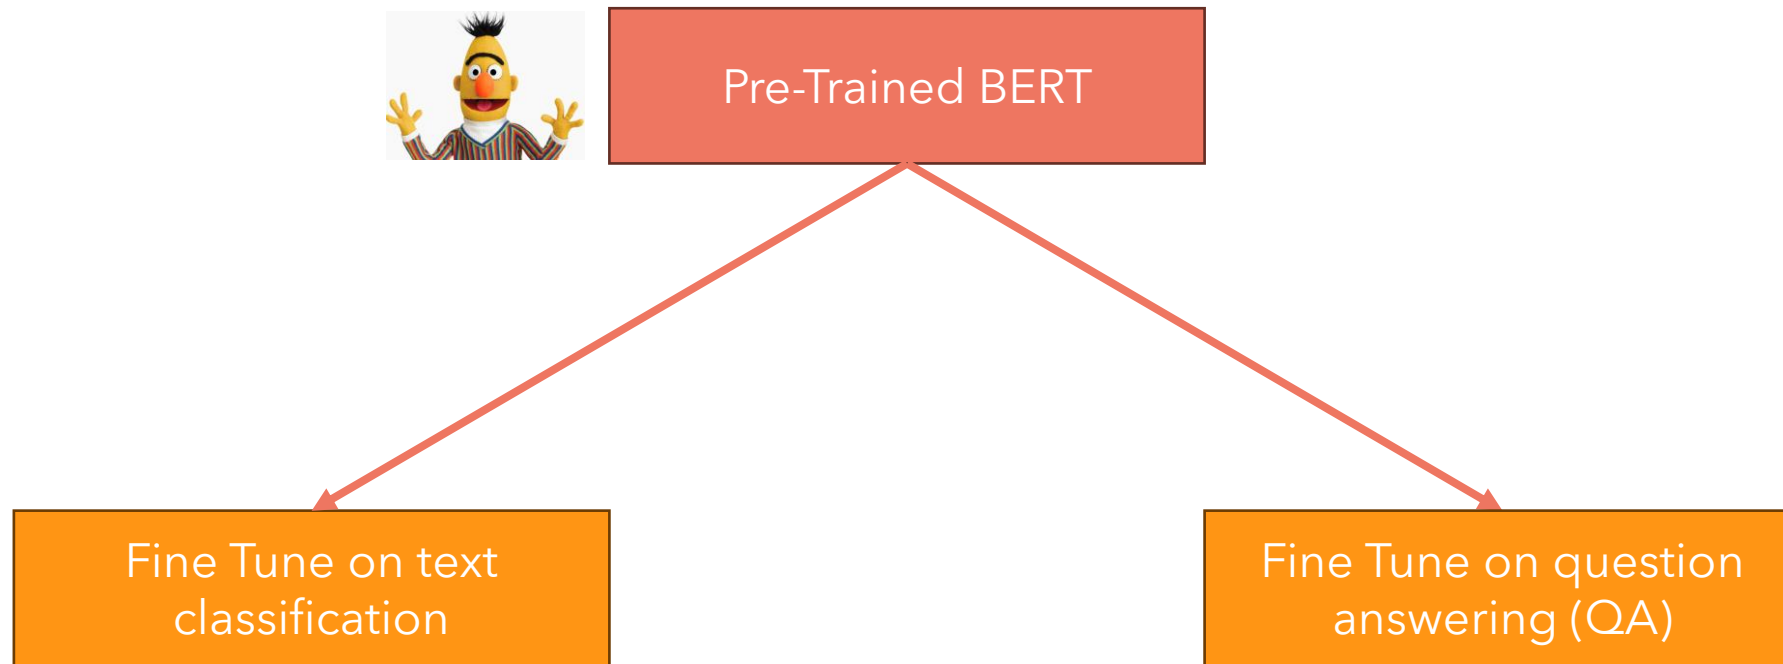 Pre-Trained BERT
Fine Tune on text
classification
Fine Tune on question
answering (QA)